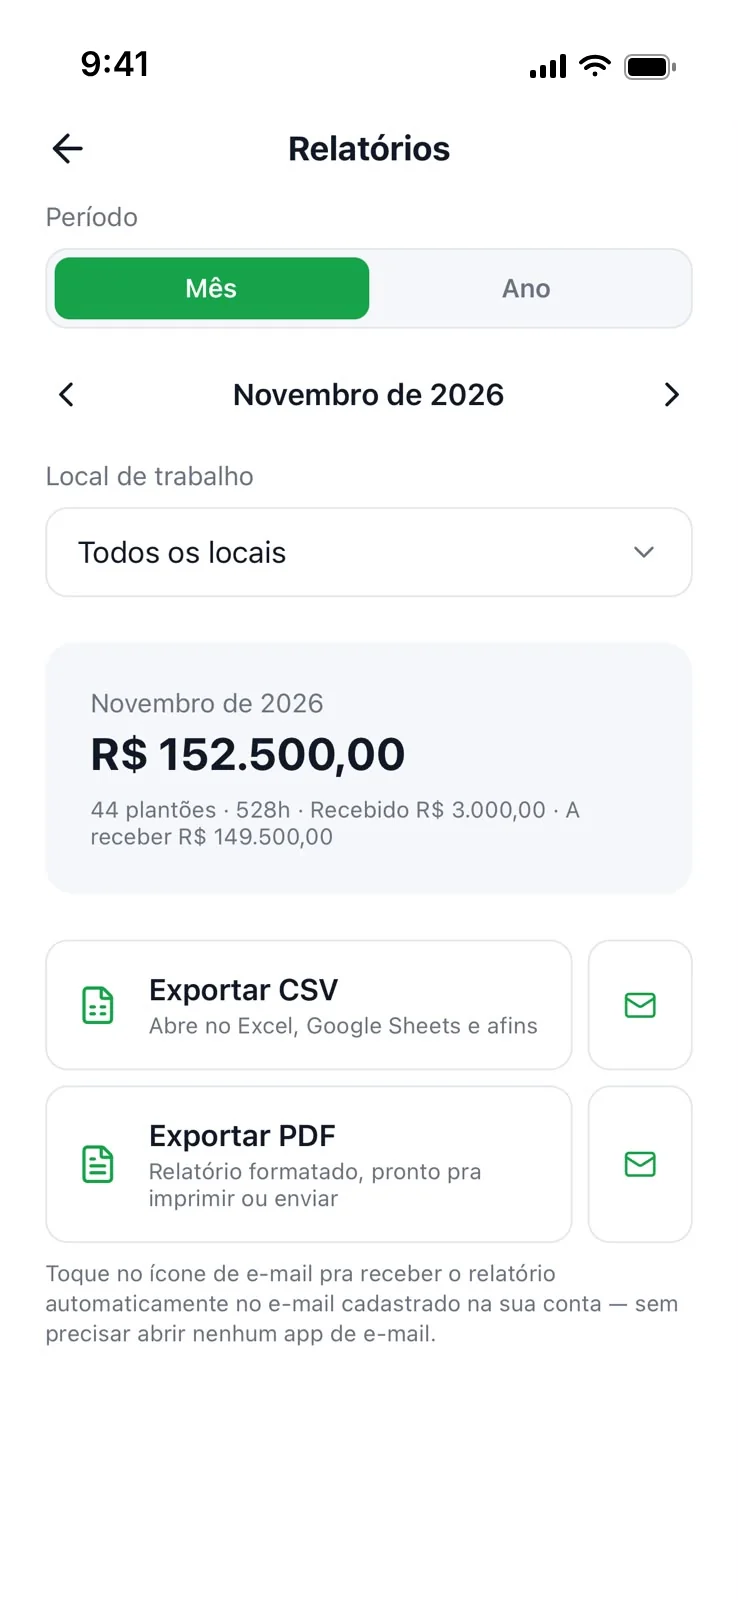 9:41
Relatórios
Período
Mês
Ano
Novembro de 2026
Local de trabalho
Todos os locais
Novembro de 2026
R$ 152.500,00
44 plantões · 528h · Recebido R$ 3.000,00 · A
receber R$ 149.500,00
Exportar CSV
Abre no Excel, Google Sheets e afins
Exportar PDF
Relatório formatado, pronto pra
imprimir ou enviar
Toque no ícone de e-mail pra receber o relatório
automaticamente no e-mail cadastrado na sua conta — sem
precisar abrir nenhum app de e-mail.